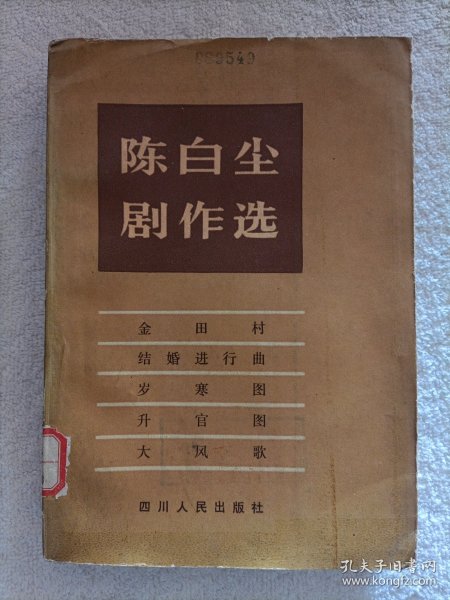 陈白尘
剧作选
金田村
结婚进行曲
岁寒图
升官图
大风歌
四川人民出版社
孔夫子旧书网
www.kongfz.com